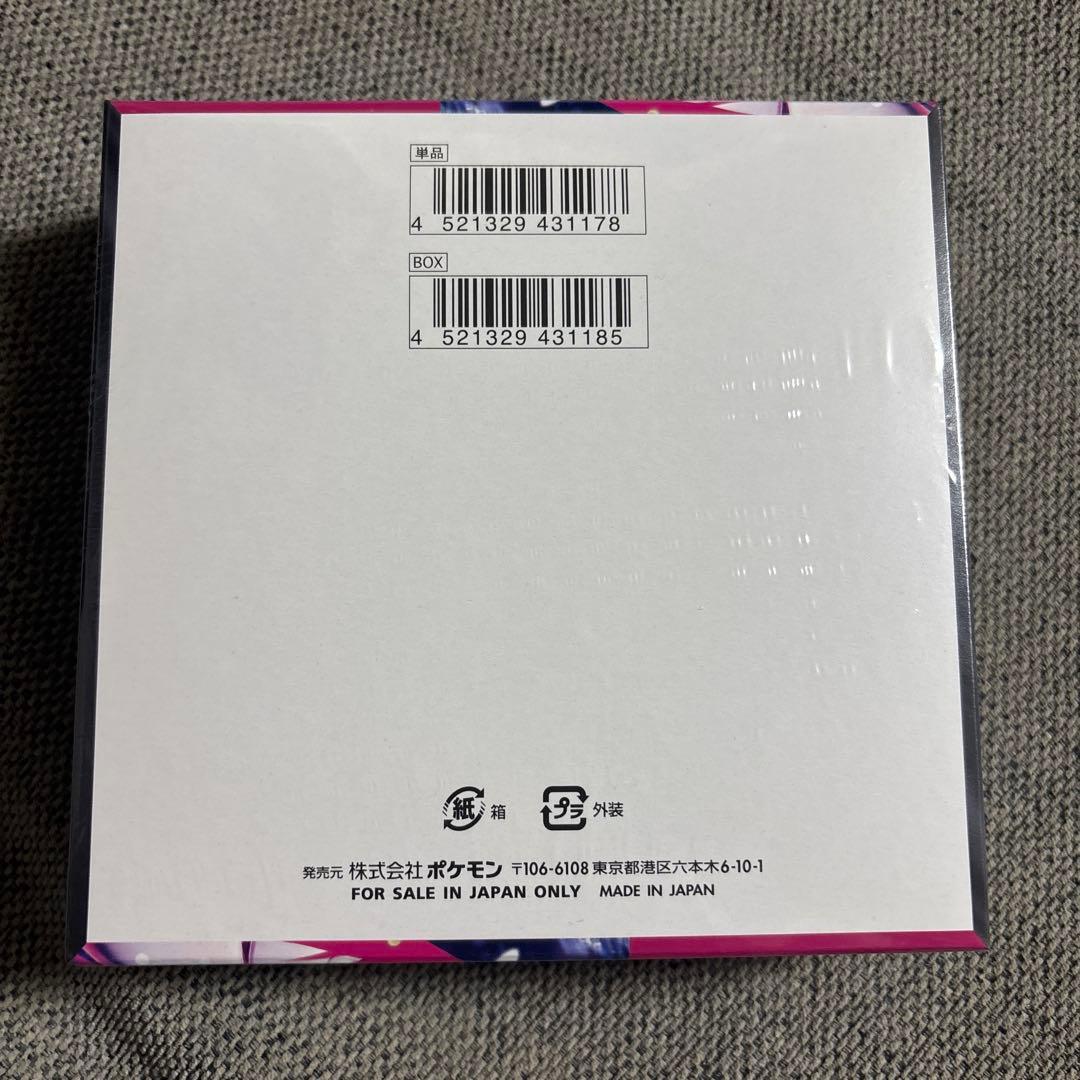 単品
4 521329 431178
BOX
4 521329 431185
紙 箱 プラ 外装
発売元 株式会社 ポケモン 〒106-6108 東京都港区六本木6-10-1
FOR SALE IN JAPAN ONLY MADE IN JAPAN